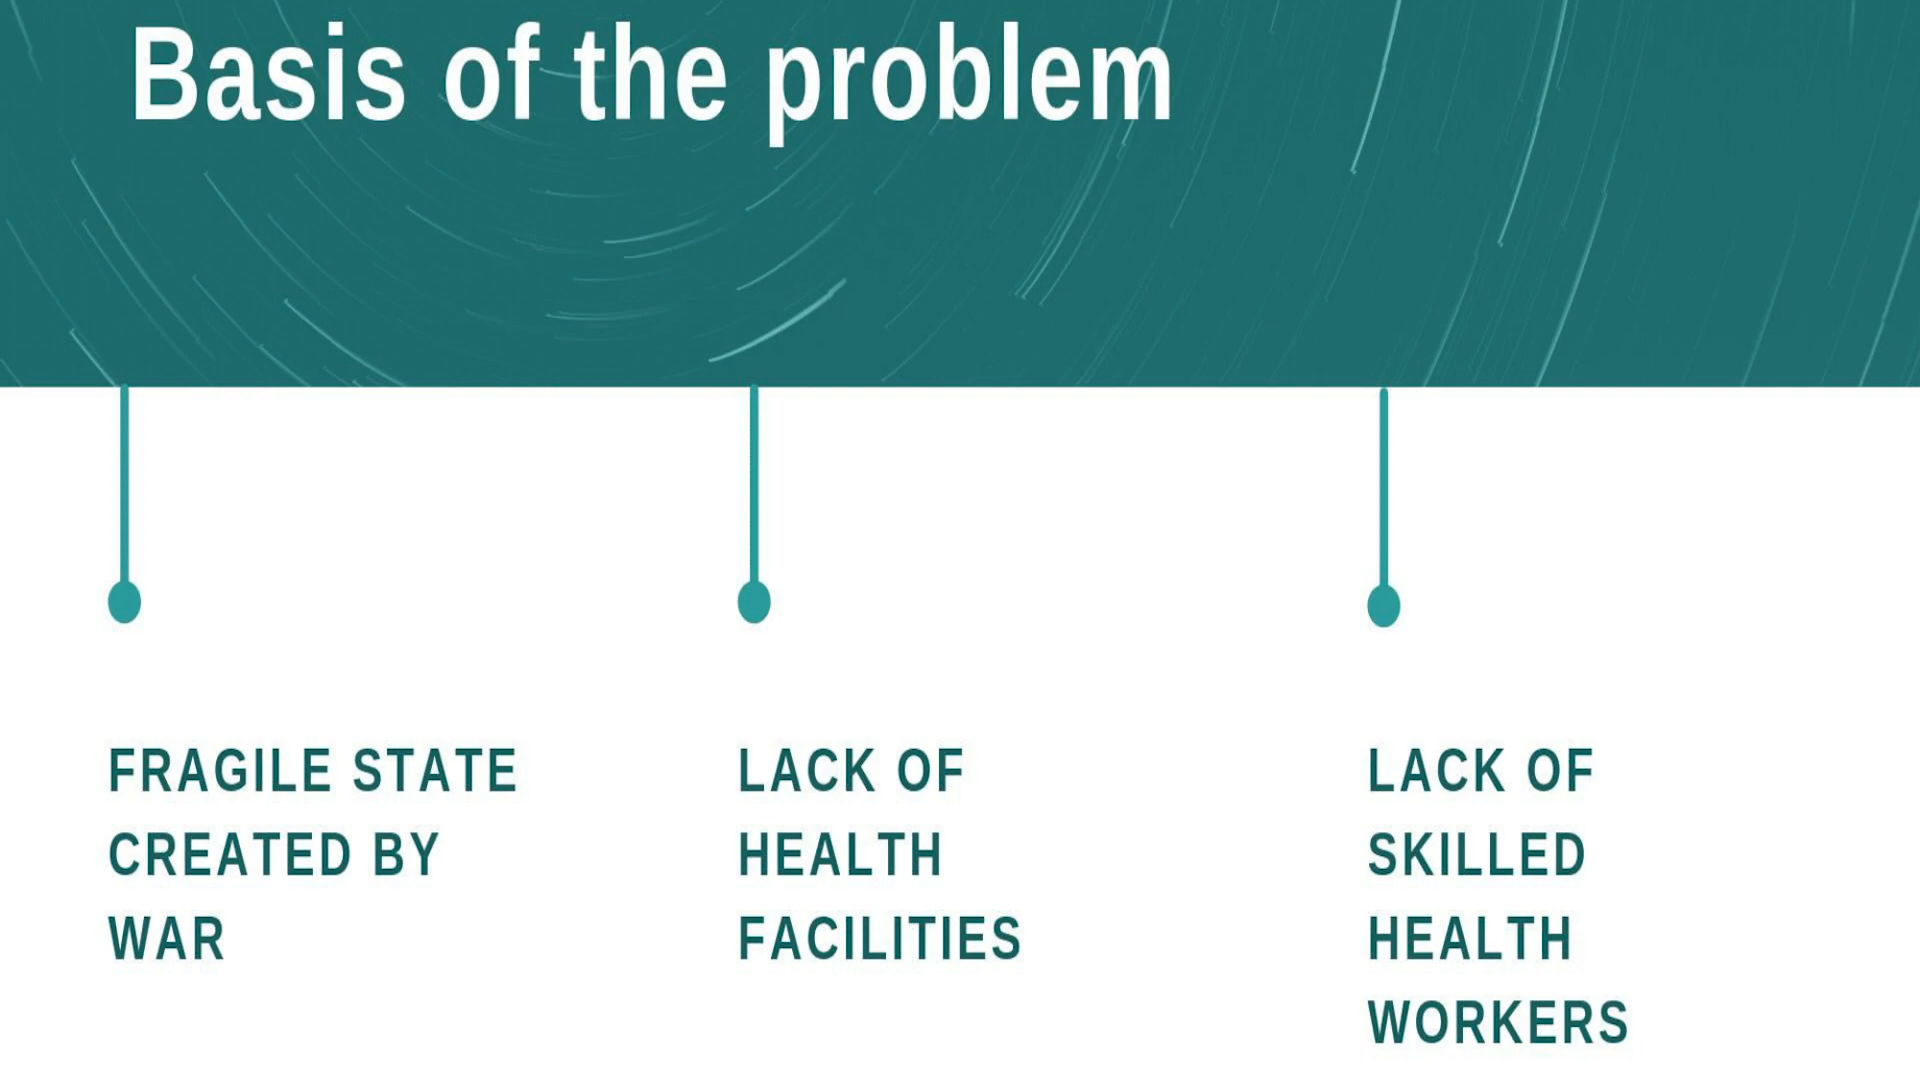 Basis of the problem
FRAGILE STATE
CREATED BY
WAR
LACK OF
HEALTH
FACILITIES
LACK OF
SKILLED
HEALTH
WORKERS